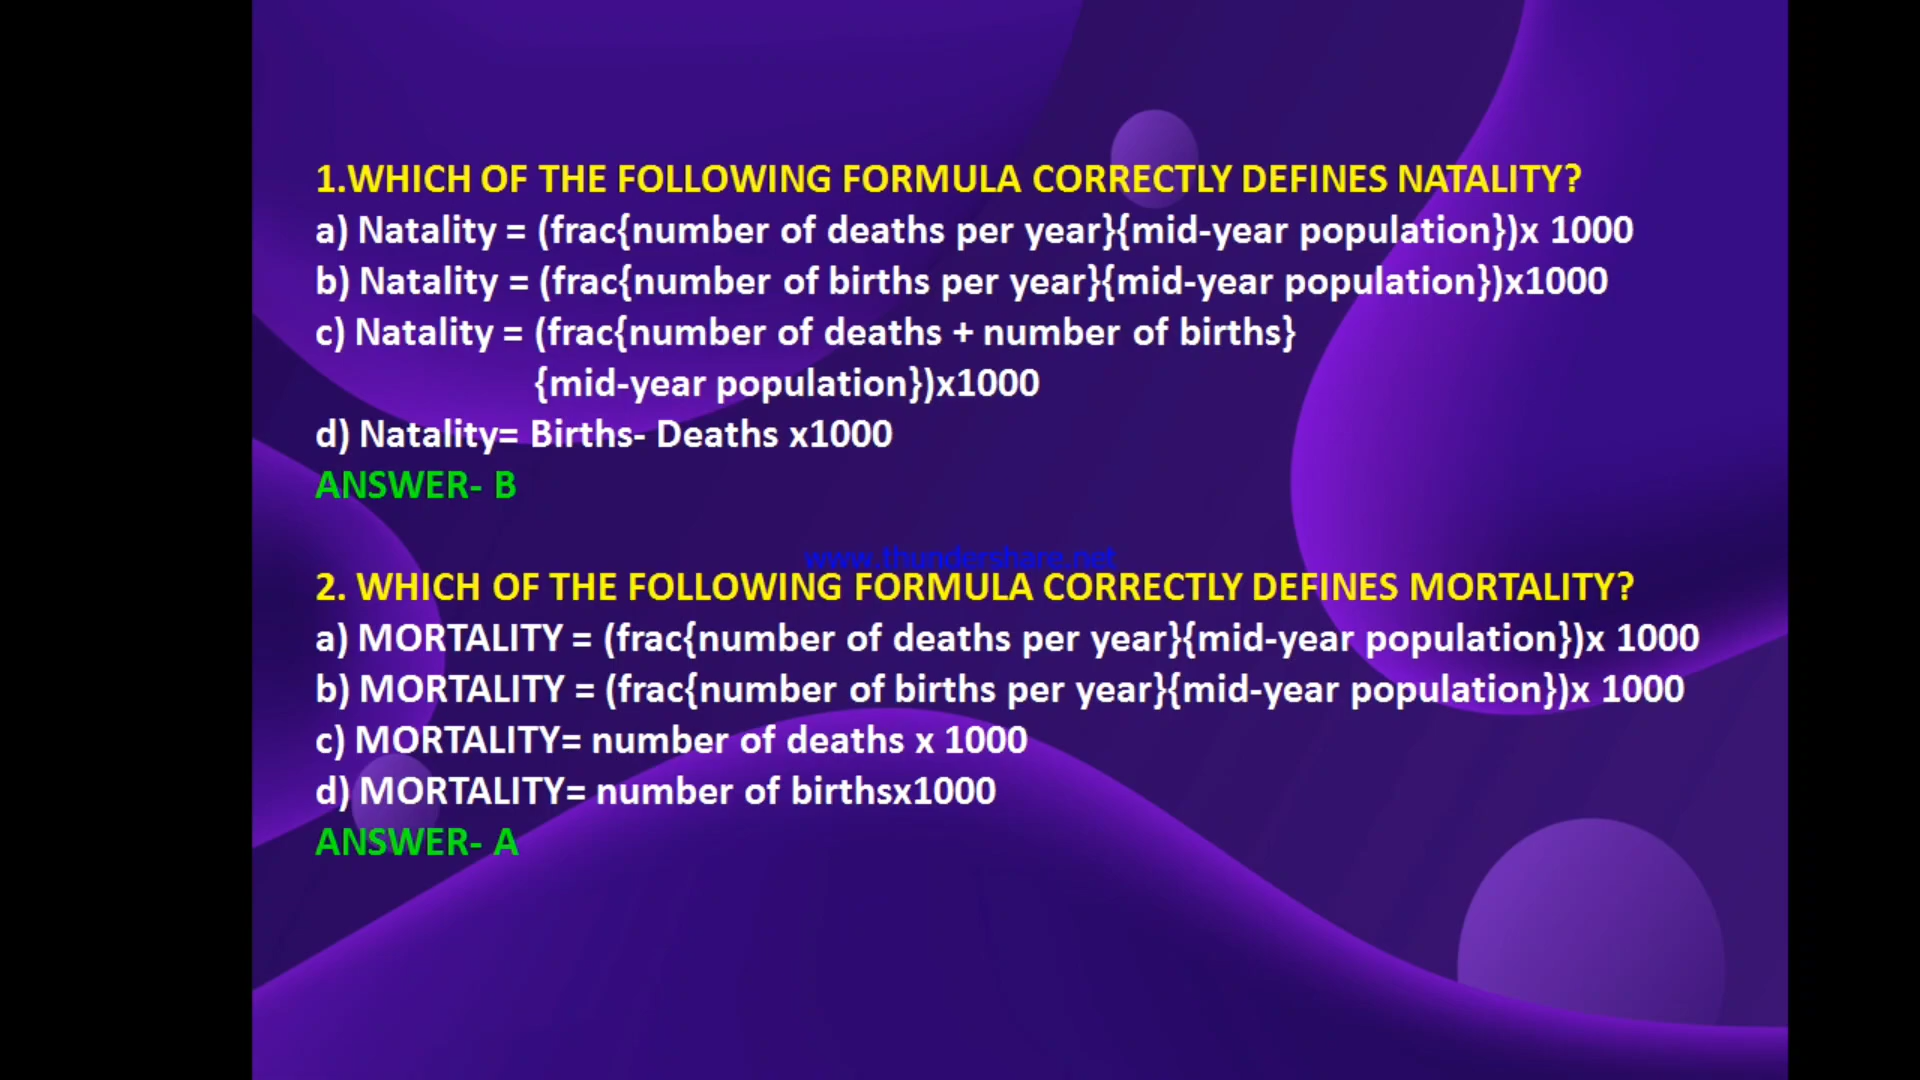 1.WHICH OF THE FOLLOWING FORMULA CORRECTLY DEFINES NATALITY?
a) Natality = (frac{number of deaths per year}{mid-year population})x 1000
b) Natality = (frac{number of births per year}{mid-year population})x1000
c) Natality = (frac{number of deaths + number of births}
{mid-year population})x1000
d) Natality= Births- Deaths x1000
ANSWER- B
www.thundershare.net
2. WHICH OF THE FOLLOWING FORMULA CORRECTLY DEFINES MORTALITY?
a) MORTALITY = (frac{number of deaths per year}{mid-year population})x 1000
b) MORTALITY = (frac{number of births per year}{mid-year population})x 1000
c) MORTALITY= number of deaths x 1000
d) MORTALITY= number of birthsx1000
ANSWER- A